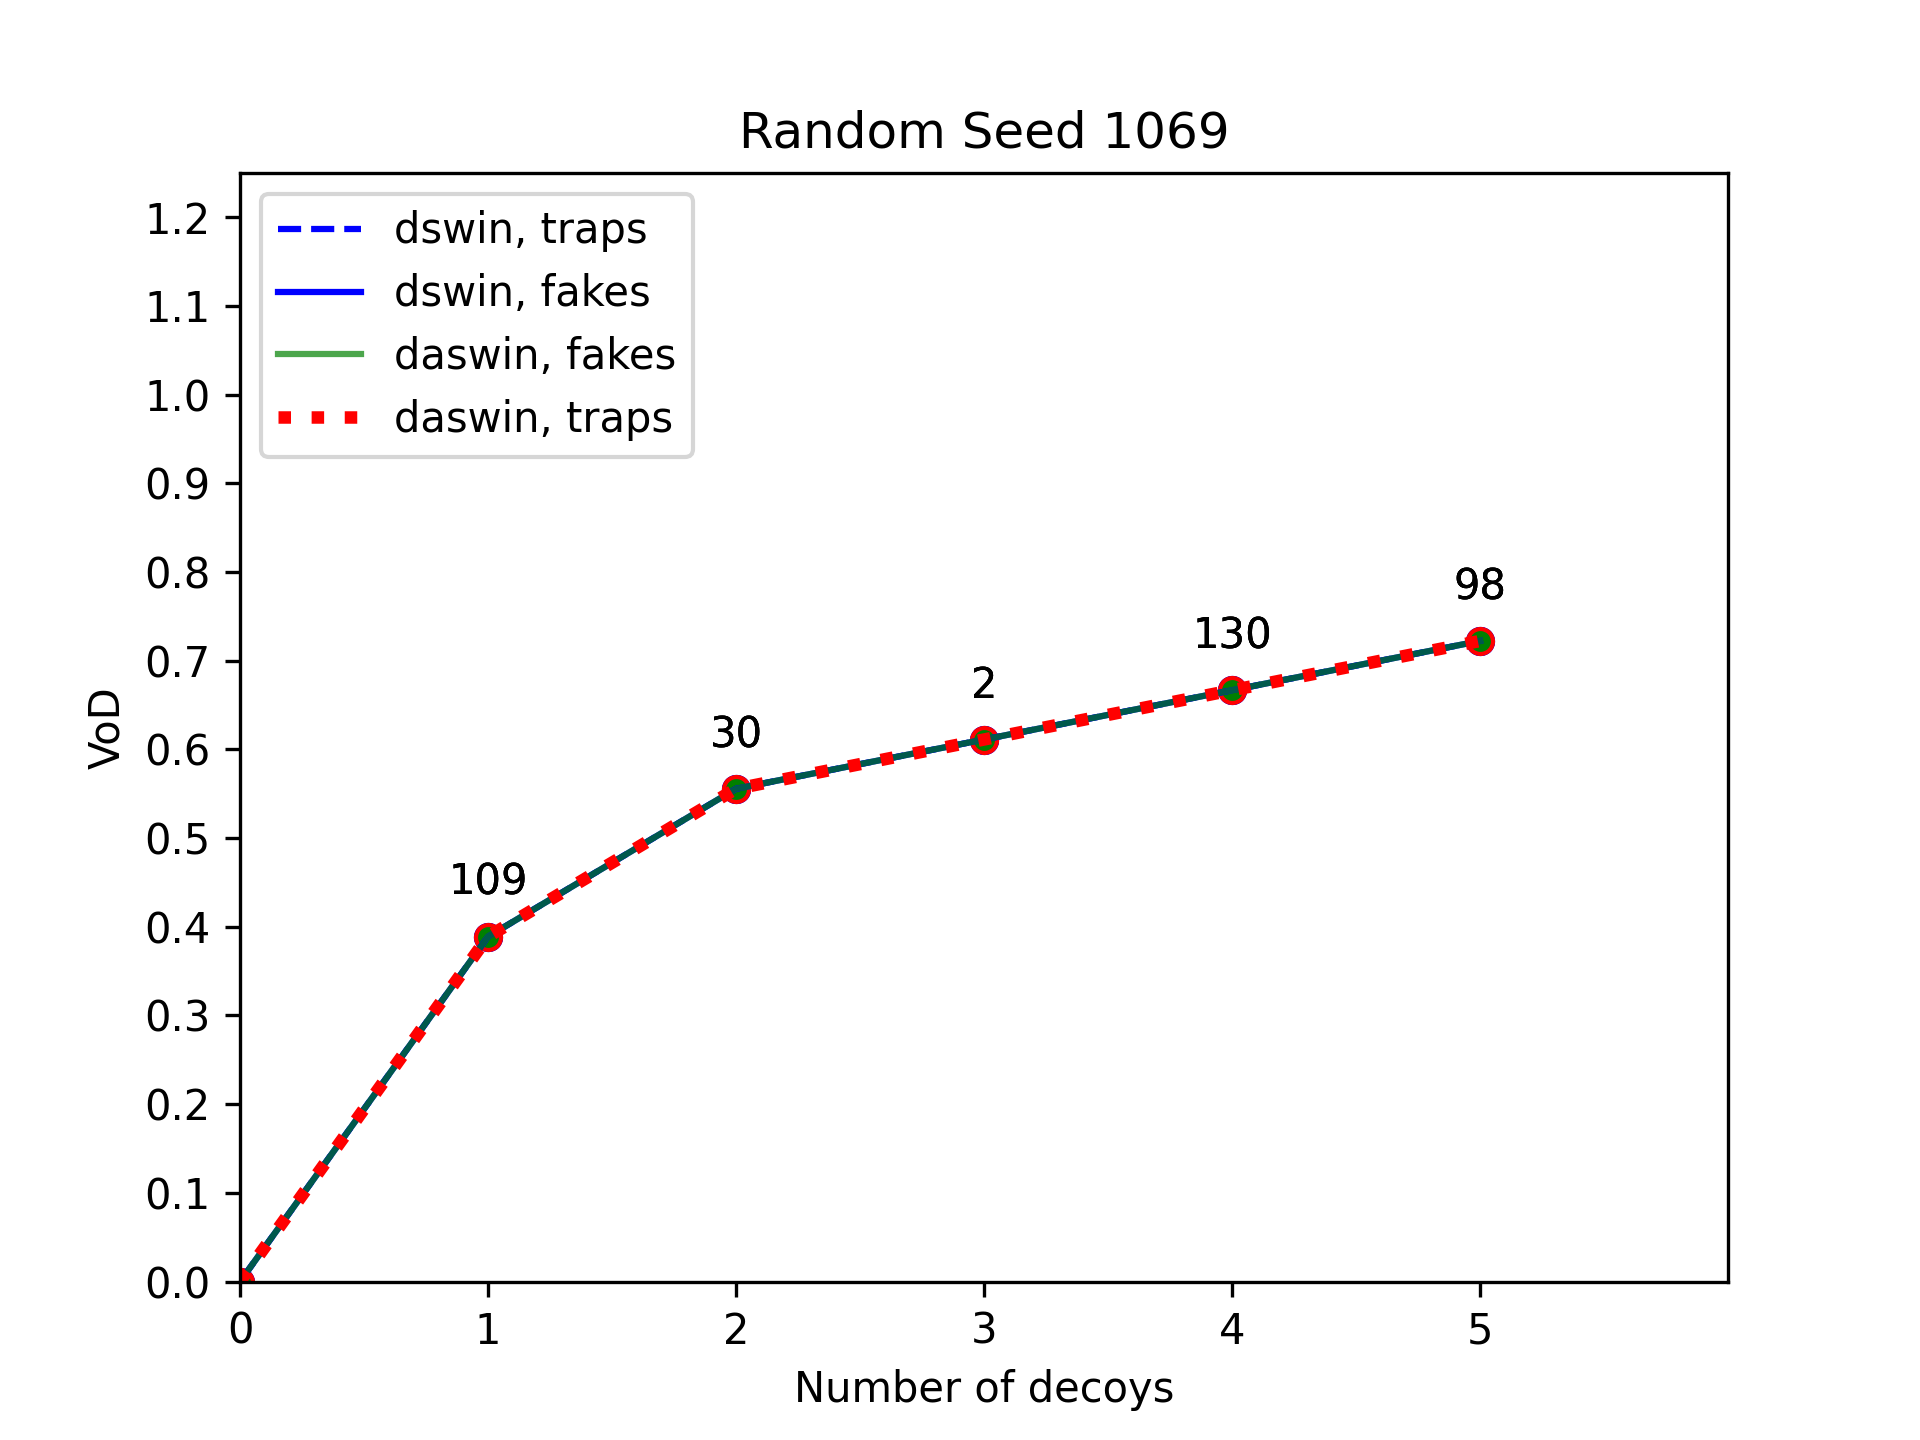 Random Seed 1069
dswin, traps
dswin, fakes
daswin, fakes
daswin, traps
1.2
1.1
1.0
0.9
0.8
0.7
0.6
0.5
0.4
0.3
0.2
0.1
0.0
VoD
109
30
2
130
98
0 1 2 3 4 5
Number of decoys